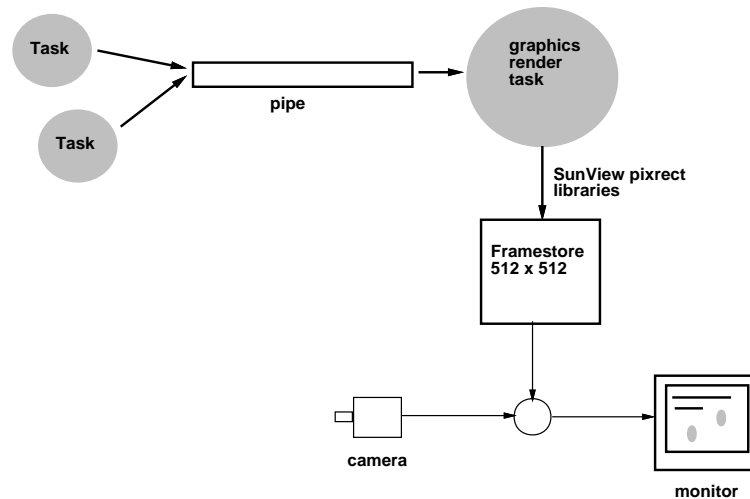 Task
graphics
render
task
pipe
Task
SunView pixrect
libraries
Framestore
512 x 512
camera
monitor